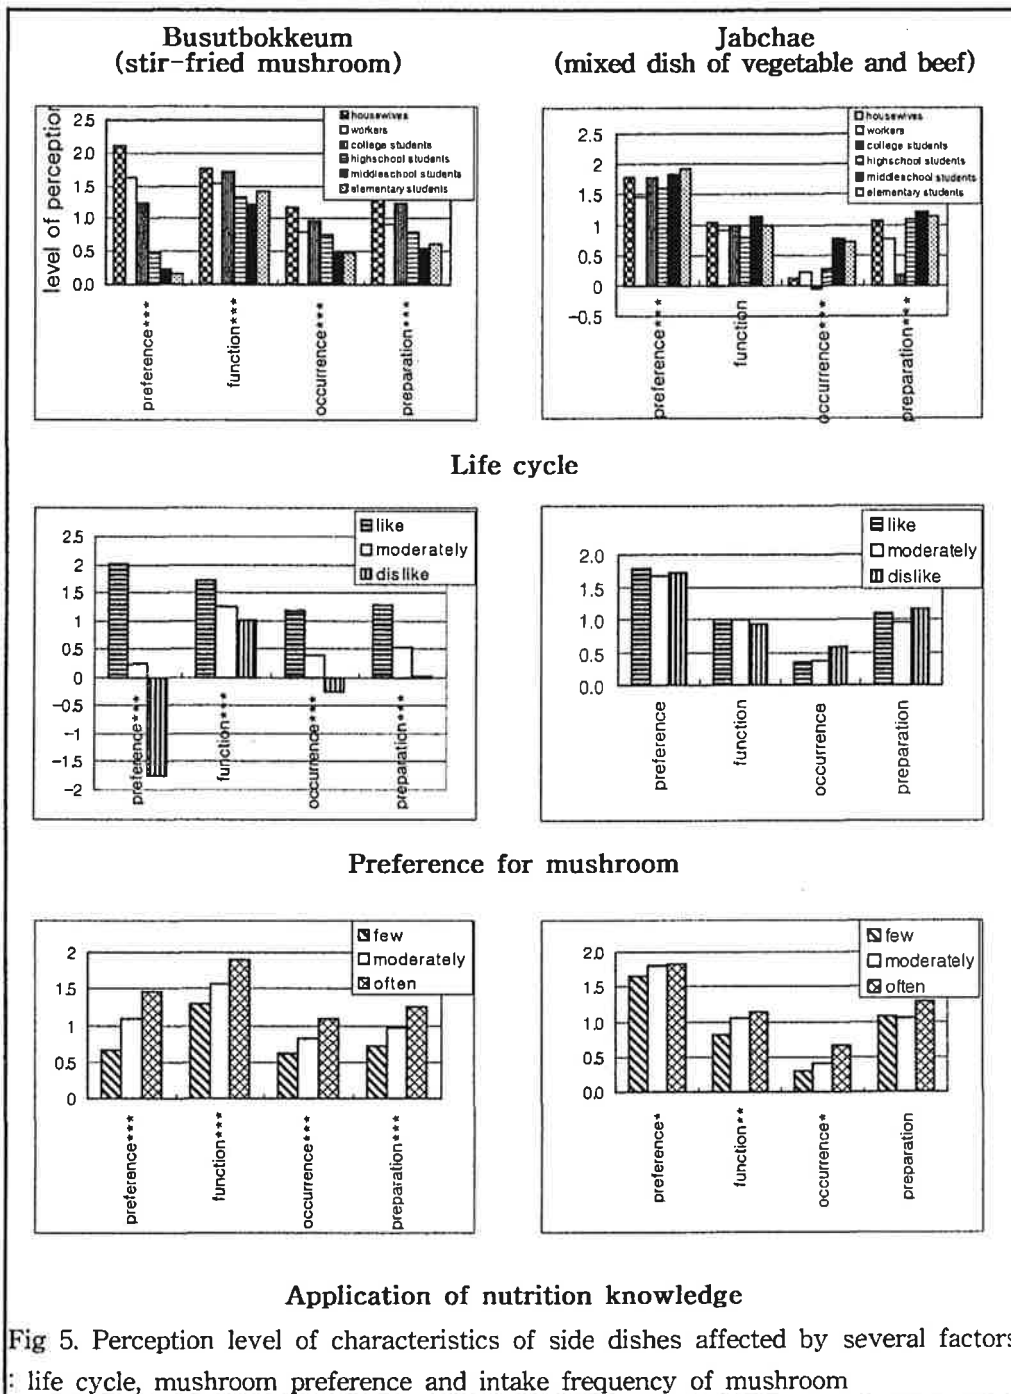 Busutbokkeum
(stir-fried mushroom)
Jabchae
(mixed dish of vegetable and beef)
level of perception
2.5
2.0
1.5
1.0
0.5
0.0
housewives
workers
college students
highschool students
middleschool students
elementary students
preference***
function***
occurrence***
preparation***
2.5
2
1.5
1
0.5
0
-0.5
housewives
workers
college students
highschool students
middleschool students
elementary students
preference***
function
occurrence***
preparation***
Life cycle
2.5
2
1.5
1
0.5
0
-0.5
-1
-1.5
-2
like
moderately
dislike
preference***
function***
occurrence***
preparation***
2.0
1.5
1.0
0.5
0.0
like
moderately
dislike
preference
function
occurrence
preparation
Preference for mushroom
2
1.5
1
0.5
0
few
moderately
often
preference***
function***
occurrence***
preparation***
2.0
1.5
1.0
0.5
0.0
few
moderately
often
preference*
function**
occurrence*
preparation
Application of nutrition knowledge
Fig 5. Perception level of characteristics of side dishes affected by several factors
: life cycle, mushroom preference and intake frequency of mushroom